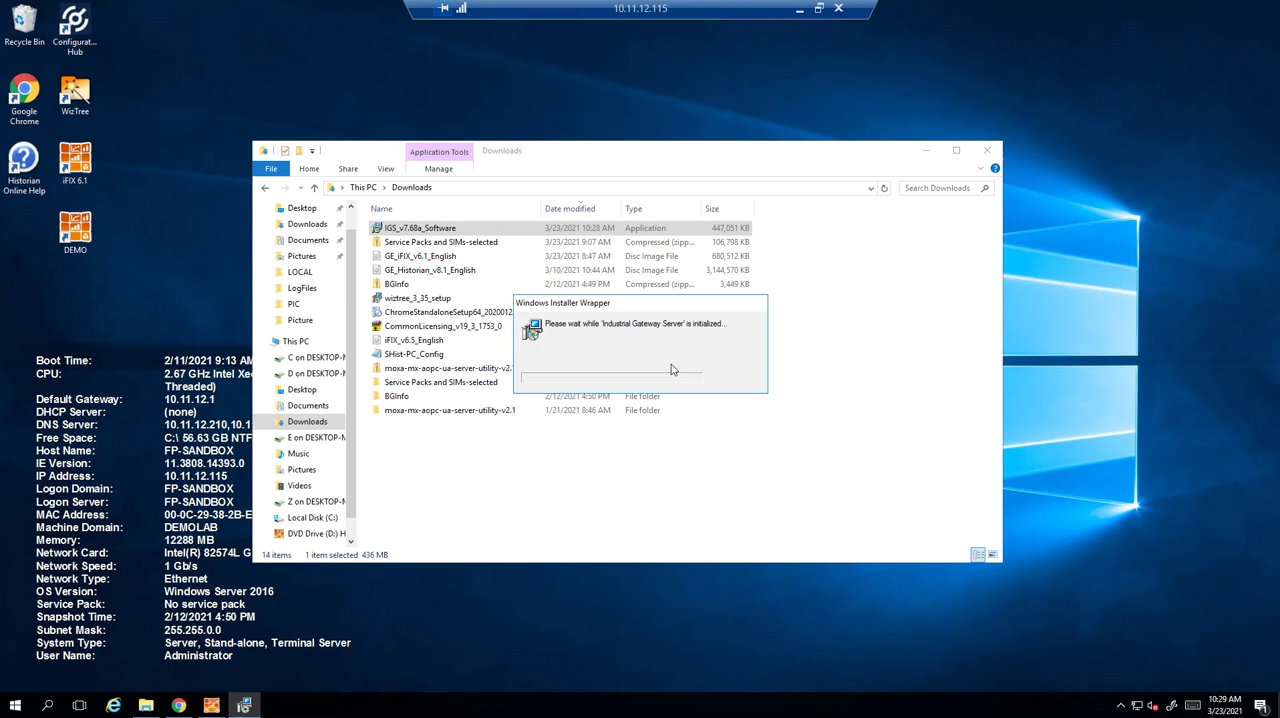 10.11.12.115
Recycle Bin
Configurat...
Hub
Google
Chrome
WizTree
Historian
Online Help
iFIX 6.1
DEMO
Application Tools
Downloads
File
Home
Share
View
Manage
This PC
Downloads
Search Downloads
Desktop
Downloads
Documents
Pictures
LOCAL
LogFiles
PIC
Picture
This PC
C on DESKTOP-M
D on DESKTOP-M
Desktop
Documents
Downloads
E on DESKTOP-M
Music
Pictures
Videos
Z on DESKTOP-M
Local Disk (C:)
DVD Drive (D:) H
Name Date modified Type Size
IGS_v7.68a_Software 3/23/2021 10:28 AM Application 447,051 KB
Service Packs and SIMs-selected 3/23/2021 9:07 AM Compressed (zipp... 106,798 KB
GE_iFIX_v6.1_English 3/23/2021 8:47 AM Disc Image File 680,512 KB
GE_Historian_v8.1_English 3/10/2021 10:44 AM Disc Image File 3,144,570 KB
BGInfo 2/12/2021 4:49 PM Compressed (zipp... 3,449 KB
wiztree_3_35_setup
ChromeStandaloneSetup64_2020012
CommonLicensing_v19_3_1753_0
iFIX_v6.5_English
SHist-PC_Config
moxa-mx-aopc-ua-server-utility-v2.1
Service Packs and SIMs-selected
BGInfo 2/12/2021 4:50 PM File folder
moxa-mx-aopc-ua-server-utility-v2.1 1/21/2021 8:46 AM File folder
Windows Installer Wrapper
Please wait while 'Industrial Gateway Server' is initialized...
14 items 1 item selected 436 MB
Boot Time: 2/11/2021 9:13 AM
CPU: 2.67 GHz Intel Xeo
Threaded)
Default Gateway: 10.11.12.1
DHCP Server: (none)
DNS Server: 10.11.12.210,10.1
Free Space: C:\ 56.63 GB NTF
Host Name: FP-SANDBOX
IE Version: 11.3808.14393.0
IP Address: 10.11.12.115
Logon Domain: FP-SANDBOX
Logon Server: FP-SANDBOX
MAC Address: 00-0C-29-38-2B-E
Machine Domain: DEMOLAB
Memory: 12288 MB
Network Card: Intel(R) 82574L G
Network Speed: 1 Gb/s
Network Type: Ethernet
OS Version: Windows Server 2016
Service Pack: No service pack
Snapshot Time: 2/12/2021 4:50 PM
Subnet Mask: 255.255.0.0
System Type: Server, Stand-alone, Terminal Server
User Name: Administrator
10:29 AM
3/23/2021